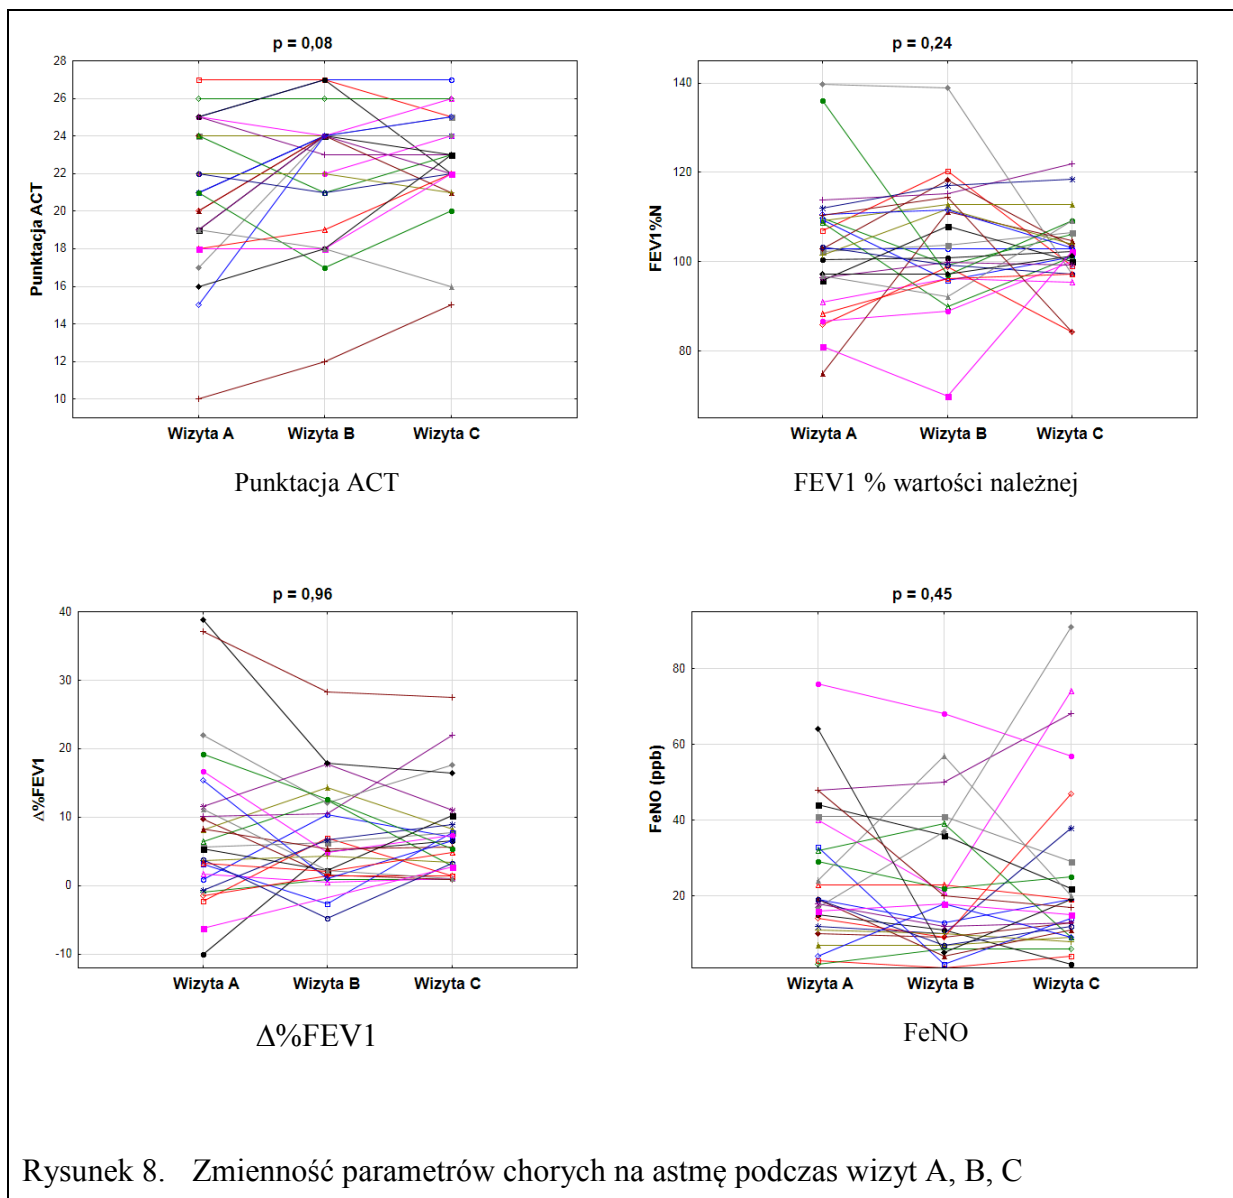 p = 0,08
Punktacja ACT
28
26
24
22
20
18
16
14
12
10
Wizyta A Wizyta B Wizyta C
Punktacja ACT
p = 0,24
FEV1%N
140
120
100
80
Wizyta A Wizyta B Wizyta C
FEV1 % wartości należnej
p = 0,96
Δ%FEV1
40
30
20
10
0
-10
Wizyta A Wizyta B Wizyta C
Δ%FEV1
p = 0,45
FeNO (ppb)
80
60
40
20
Wizyta A Wizyta B Wizyta C
FeNO
Rysunek 8. Zmienność parametrów chorych na astmę podczas wizyt A, B, C